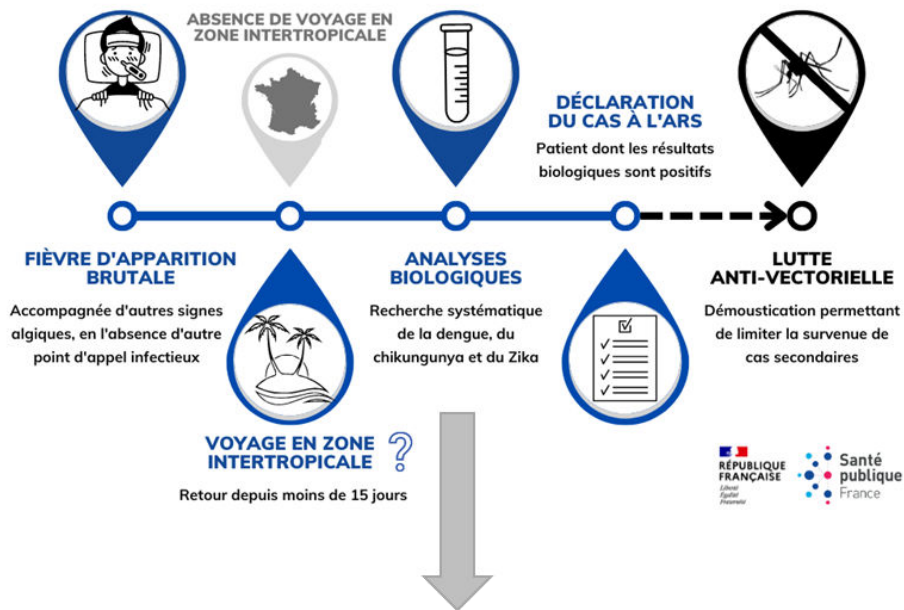 ABSENCE DE VOYAGE EN
ZONE INTERTROPICALE
DÉCLARATION
DU CAS À L'ARS
Patient dont les résultats
biologiques sont positifs
FIÈVRE D'APPARITION
BRUTALE
Accompagnée d'autres signes
algiques, en l'absence d'autre
point d'appel infectieux
ANALYSES
BIOLOGIQUES
Recherche systématique
de la dengue, du
chikungunya et du Zika
LUTTE
ANTI-VECTORIELLE
Démoustication permettant
de limiter la survenue de
cas secondaires
VOYAGE EN ZONE
INTERTROPICALE ?
Retour depuis moins de 15 jours
RÉPUBLIQUE
FRANÇAISE
Liberté
Égalité
Fraternité
Santé
publique
France